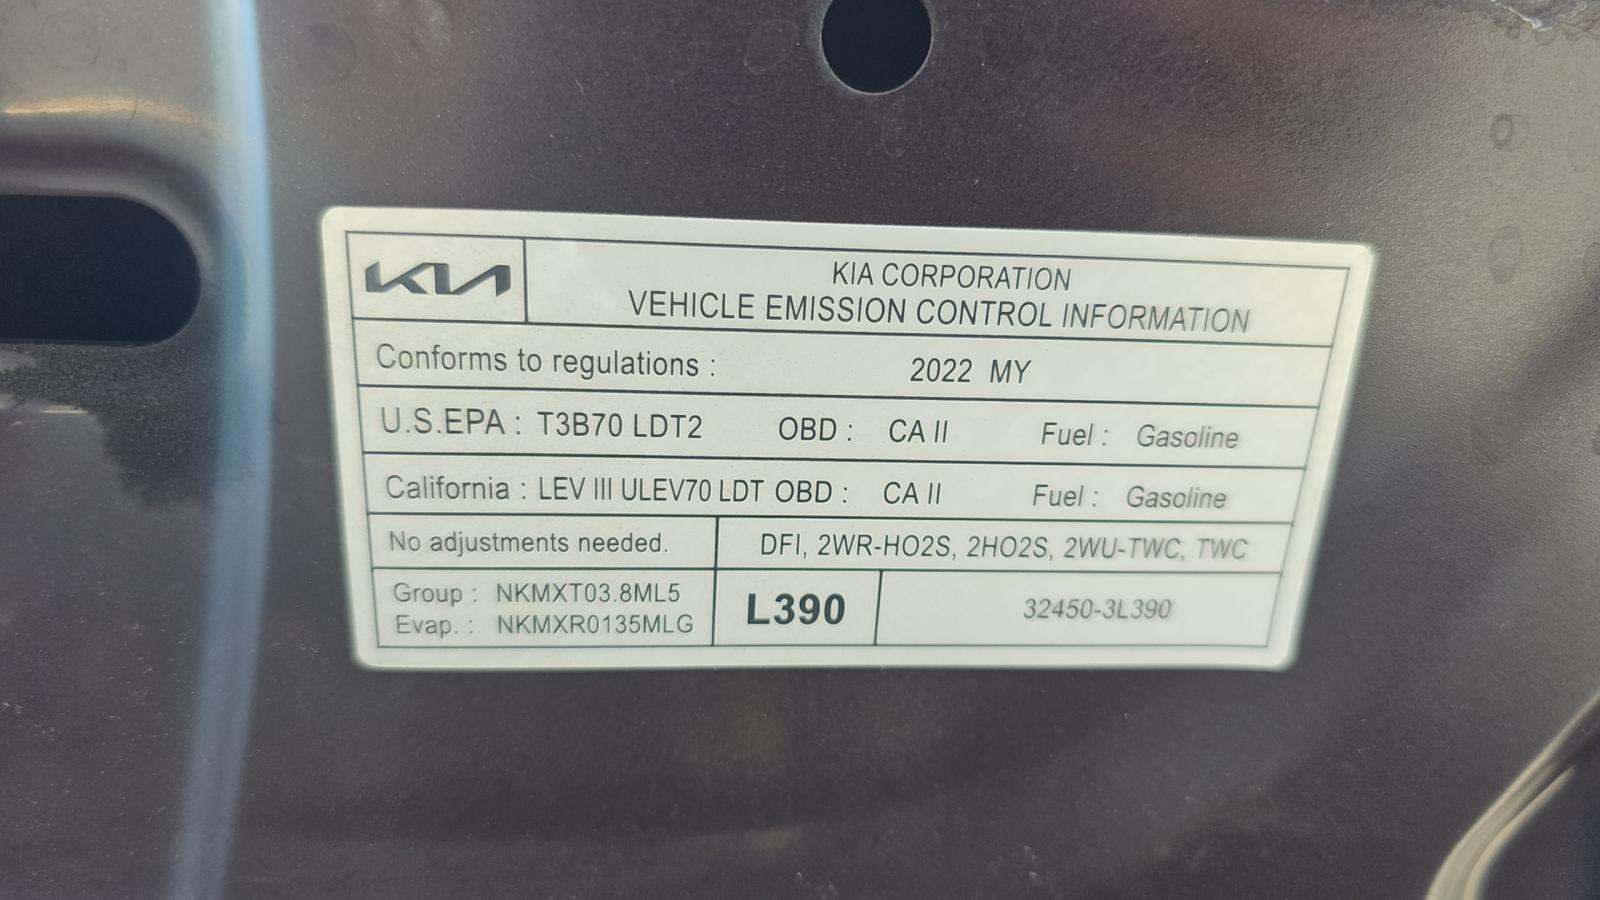 KIA
KIA CORPORATION
VEHICLE EMISSION CONTROL INFORMATION
Conforms to regulations : 2022 MY
U.S.EPA : T3B70 LDT2 OBD : CA II Fuel : Gasoline
California : LEV III ULEV70 LDT OBD : CA II Fuel : Gasoline
No adjustments needed. DFI, 2WR-HO2S, 2HO2S, 2WU-TWC, TWC
Group : NKMXT03.8ML5
Evap. : NKMXR0135MLG
L390
32450-3L390